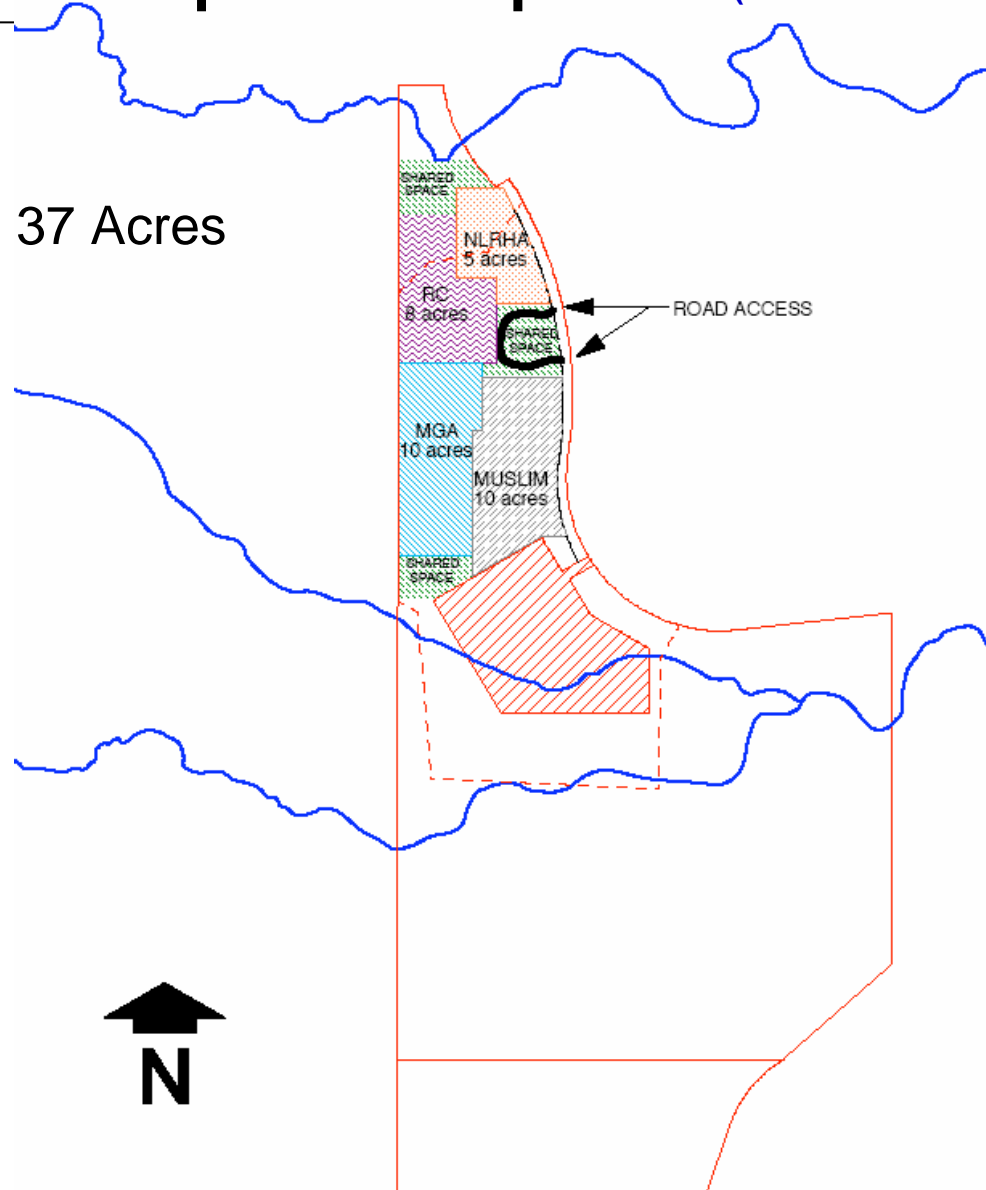 37 Acres
SHARED
SPACE
NLRHA
5 acres
RC
8 acres
ROAD ACCESS
SHARED
SPACE
MGA
10 acres
MUSLIM
10 acres
SHARED
SPACE
N